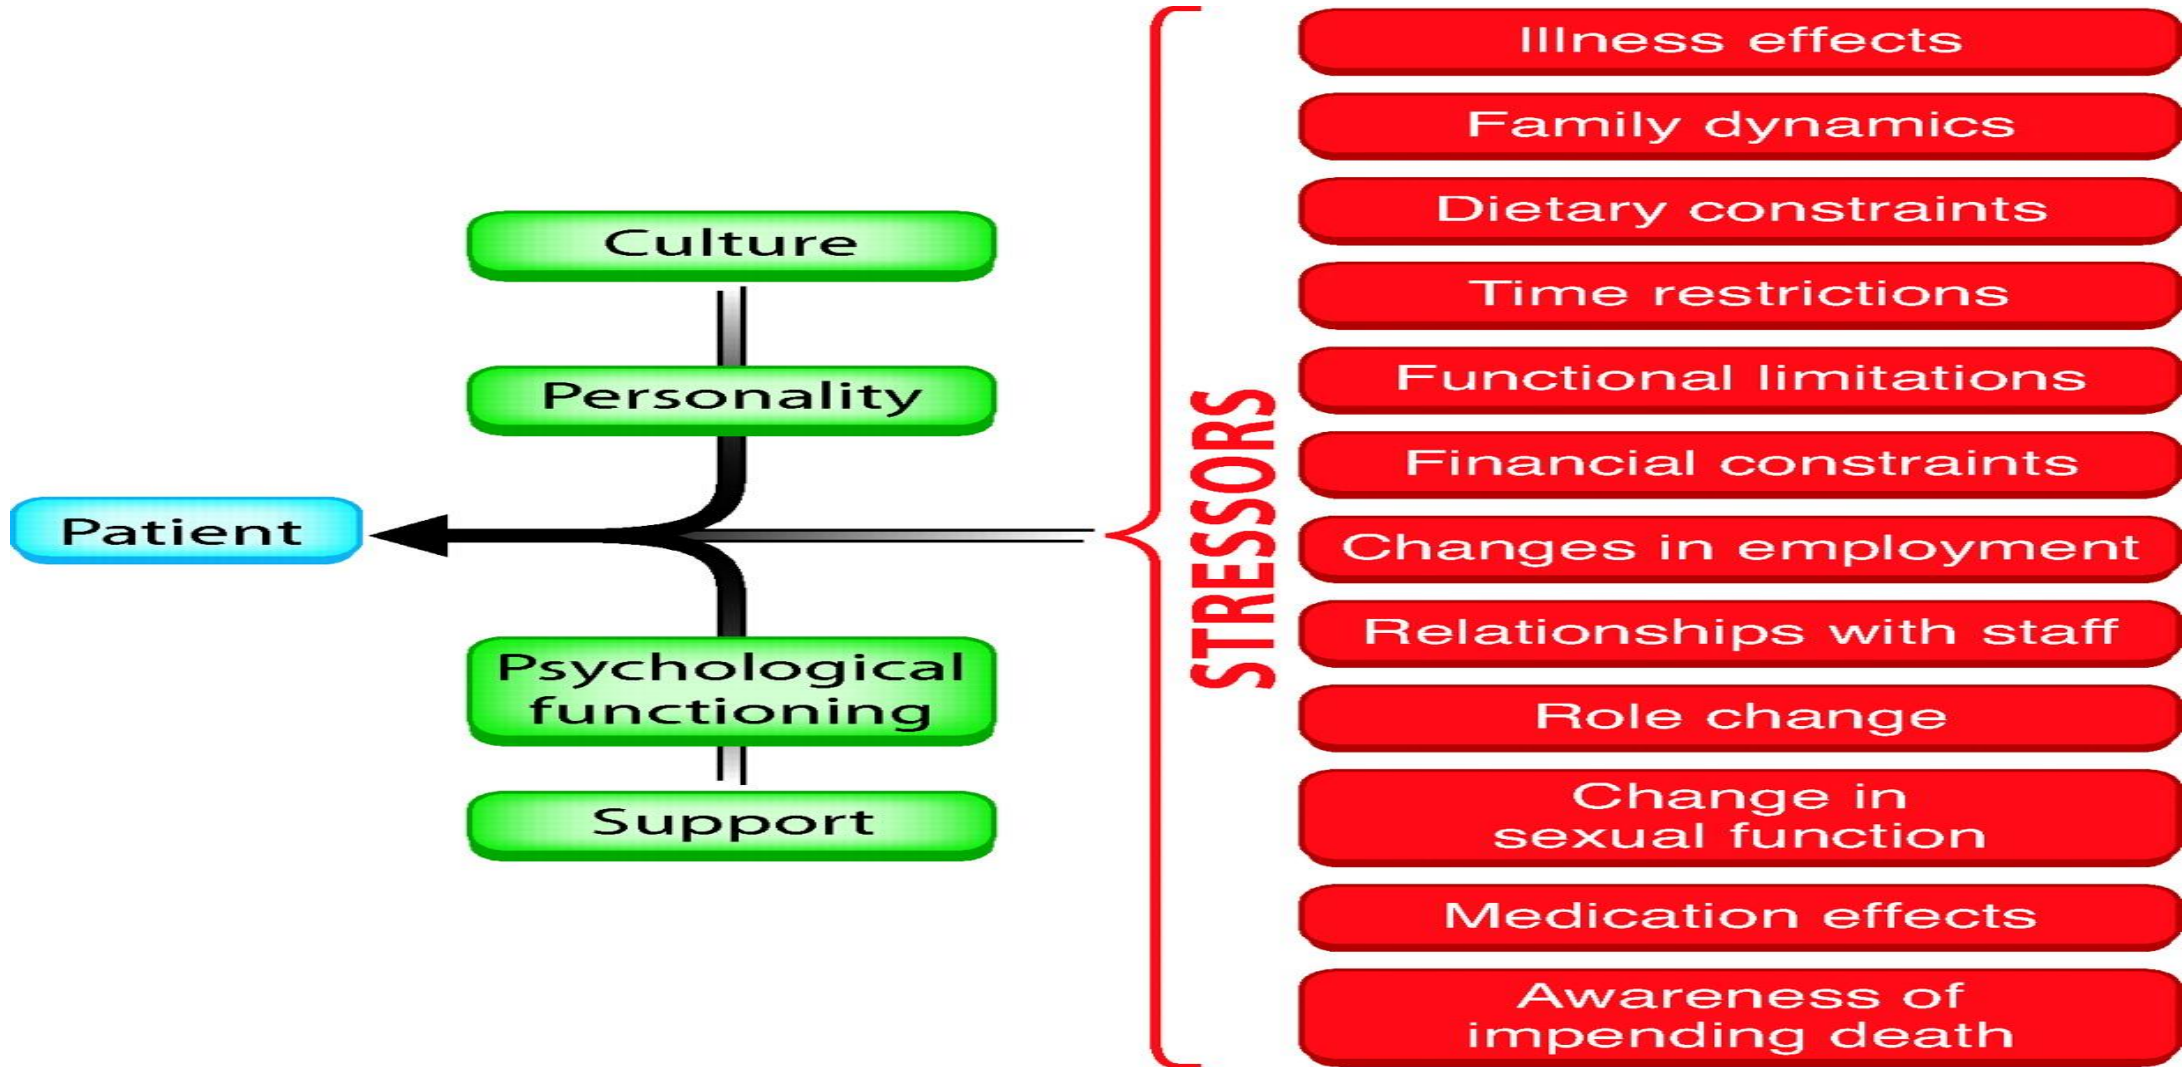 Culture
Personality
Patient
Psychological
functioning
Support
STRESSORS
Illness effects
Family dynamics
Dietary constraints
Time restrictions
Functional limitations
Financial constraints
Changes in employment
Relationships with staff
Role change
Change in
sexual function
Medication effects
Awareness of
impending death